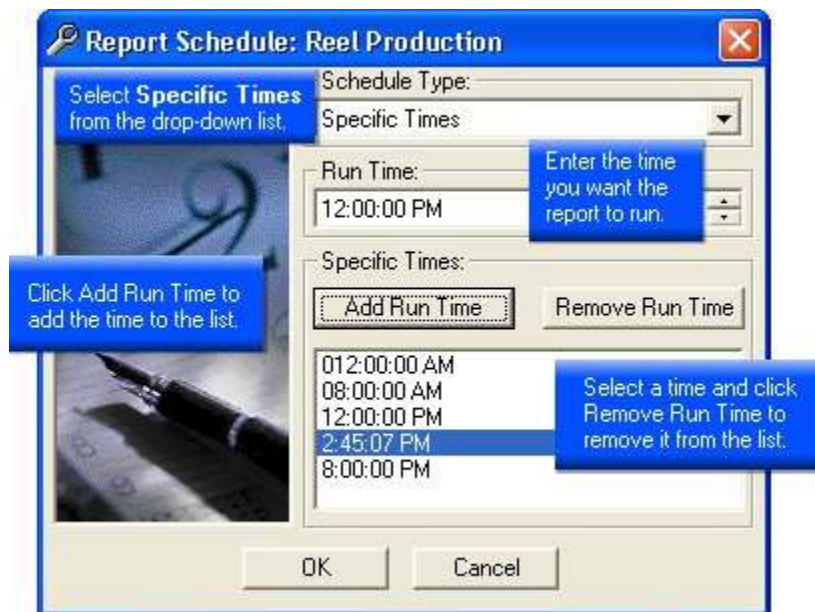 Report Schedule: Reel Production
Select Specific Times
from the drop-down list.
Schedule Type:
Specific Times
Run Time:
12:00:00 PM
Enter the time
you want the
report to run.
Specific Times:
Click Add Run Time to
add the time to the list.
Add Run Time
Remove Run Time
012:00:00 AM
08:00:00 AM
12:00:00 PM
2:45:07 PM
8:00:00 PM
Select a time and click
Remove Run Time to
remove it from the list.
OK
Cancel